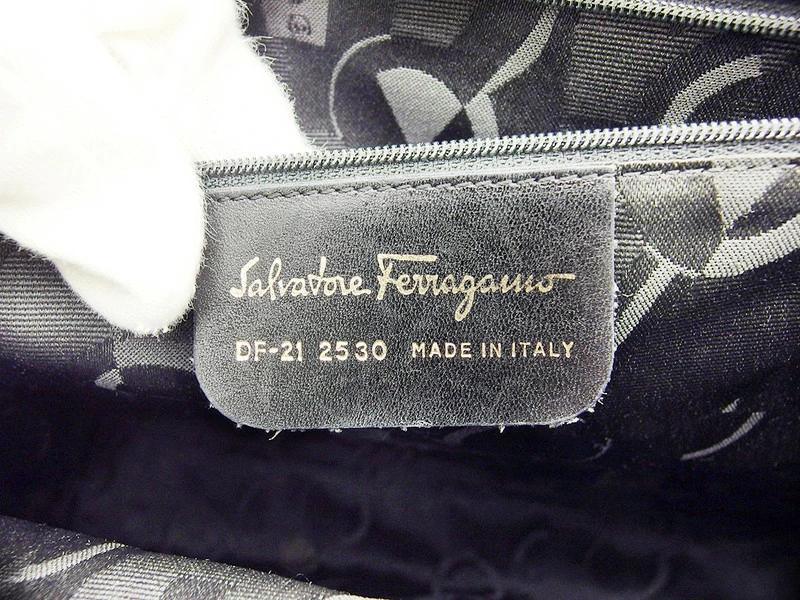 Salvatore Ferragamo
DF-21 2530 MADE IN ITALY